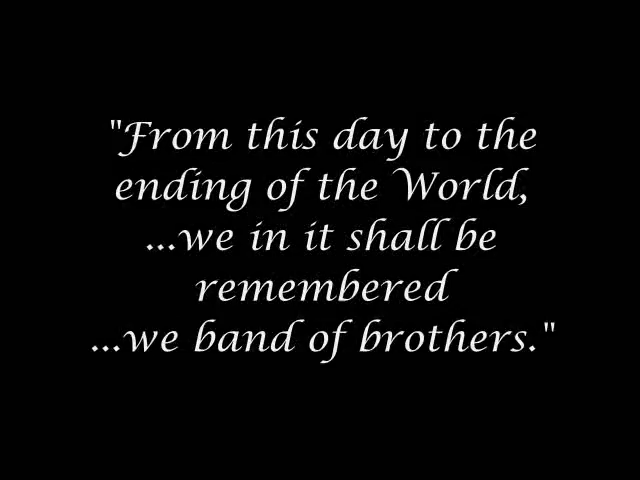 "From this day to the
ending of the World,
...we in it shall be
remembered
...we band of brothers."